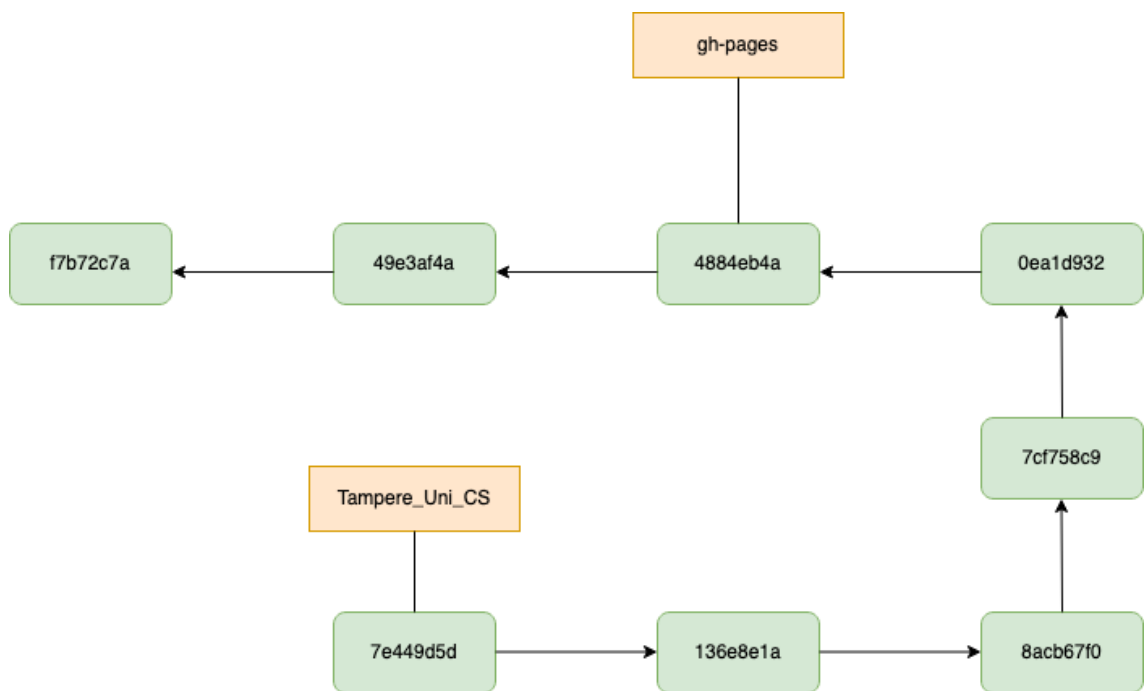 gh-pages
f7b72c7a
49e3af4a
4884eb4a
0ea1d932
7cf758c9
Tampere_Uni_CS
7e449d5d
136e8e1a
8acb67f0